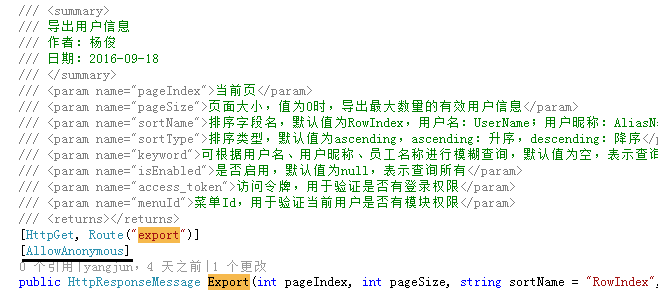 /// <summary>
/// 导出用户信息
/// 作者：杨俊
/// 日期：2016-09-18
/// </summary>
/// <param name="pageIndex">当前页</param>
/// <param name="pageSize">页面大小，值为0时，导出最大数量的有效用户信息</param>
/// <param name="sortName">排序字段名，默认值为RowIndex，用户名：UserName；用户昵称：AliasNa
/// <param name="sortType">排序类型，默认值为ascending，ascending：升序，descending：降序</p
/// <param name="keyword">可根据用户名、用户昵称、员工名称进行模糊查询，默认值为空，表示查询
/// <param name="isEnabled">是否启用，默认值为null，表示查询所有</param>
/// <param name="access_token">访问令牌，用于验证是否有登录权限</param>
/// <param name="menuId">菜单Id，用于验证当前用户是否有模块权限</param>
/// <returns></returns>
[HttpGet, Route("export")]
[AllowAnonymous]
0 个引用|yangjun，4 天之前|1 个更改
public HttpResponseMessage Export(int pageIndex, int pageSize, string sortName = "RowIndex",